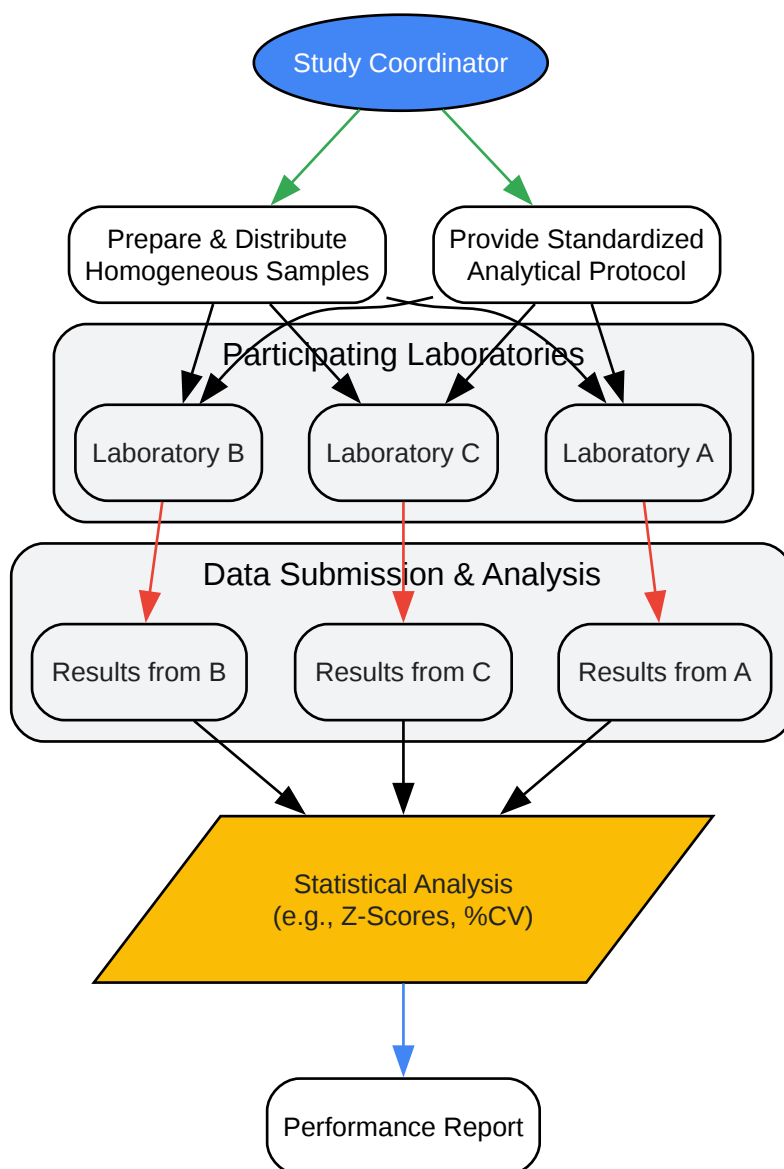 Study Coordinator
Prepare & Distribute
Homogeneous Samples
Provide Standardized
Analytical Protocol
Participating Laboratories
Laboratory B
Laboratory C
Laboratory A
Data Submission & Analysis
Results from B
Results from C
Results from A
Statistical Analysis
(e.g., Z-Scores, %CV)
Performance Report